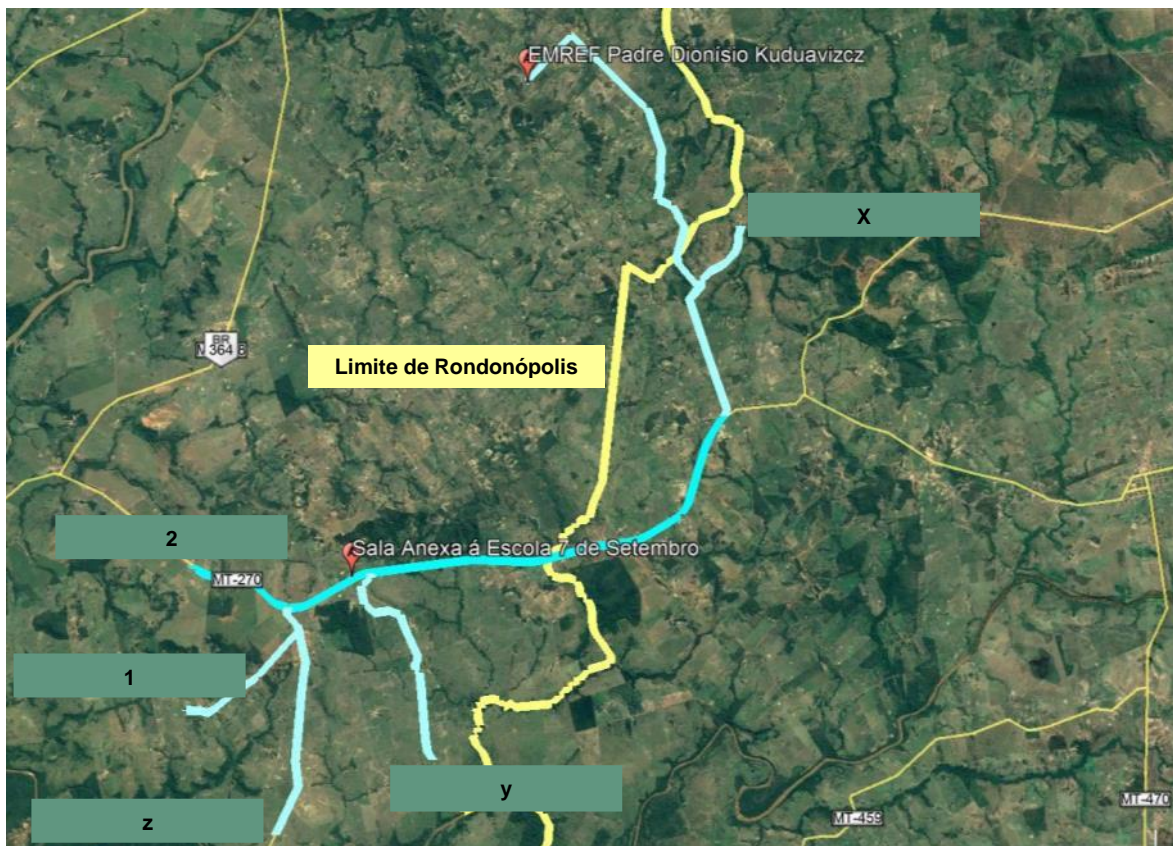 EMREF Padre Dionísio Kuduavizcz
X
BR
364
Limite de Rondonópolis
2
Sala Anexa á Escola 7 de Setembro
MT-270
1
y
z
MT-459
MT-470